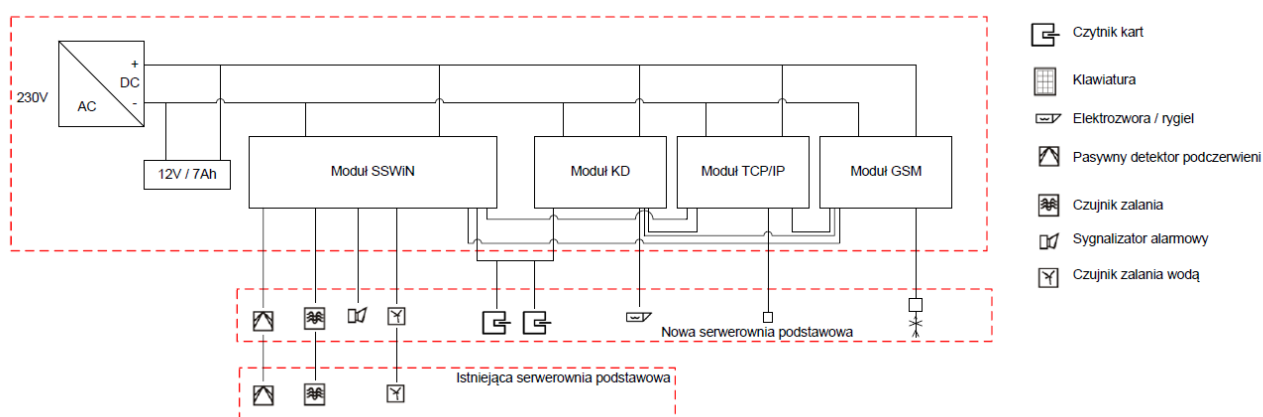 230V
+
DC
-
AC
12V / 7Ah
Moduł SSWiN
Moduł KD
Moduł TCP/IP
Moduł GSM
Nowa serwerownia podstawowa
Istniejąca serwerownia podstawowa
Czytnik kart
Klawiatura
Elektrozwora / rygiel
Pasywny detektor podczerwieni
Czujnik zalania
Sygnalizator alarmowy
Czujnik zalania wodą